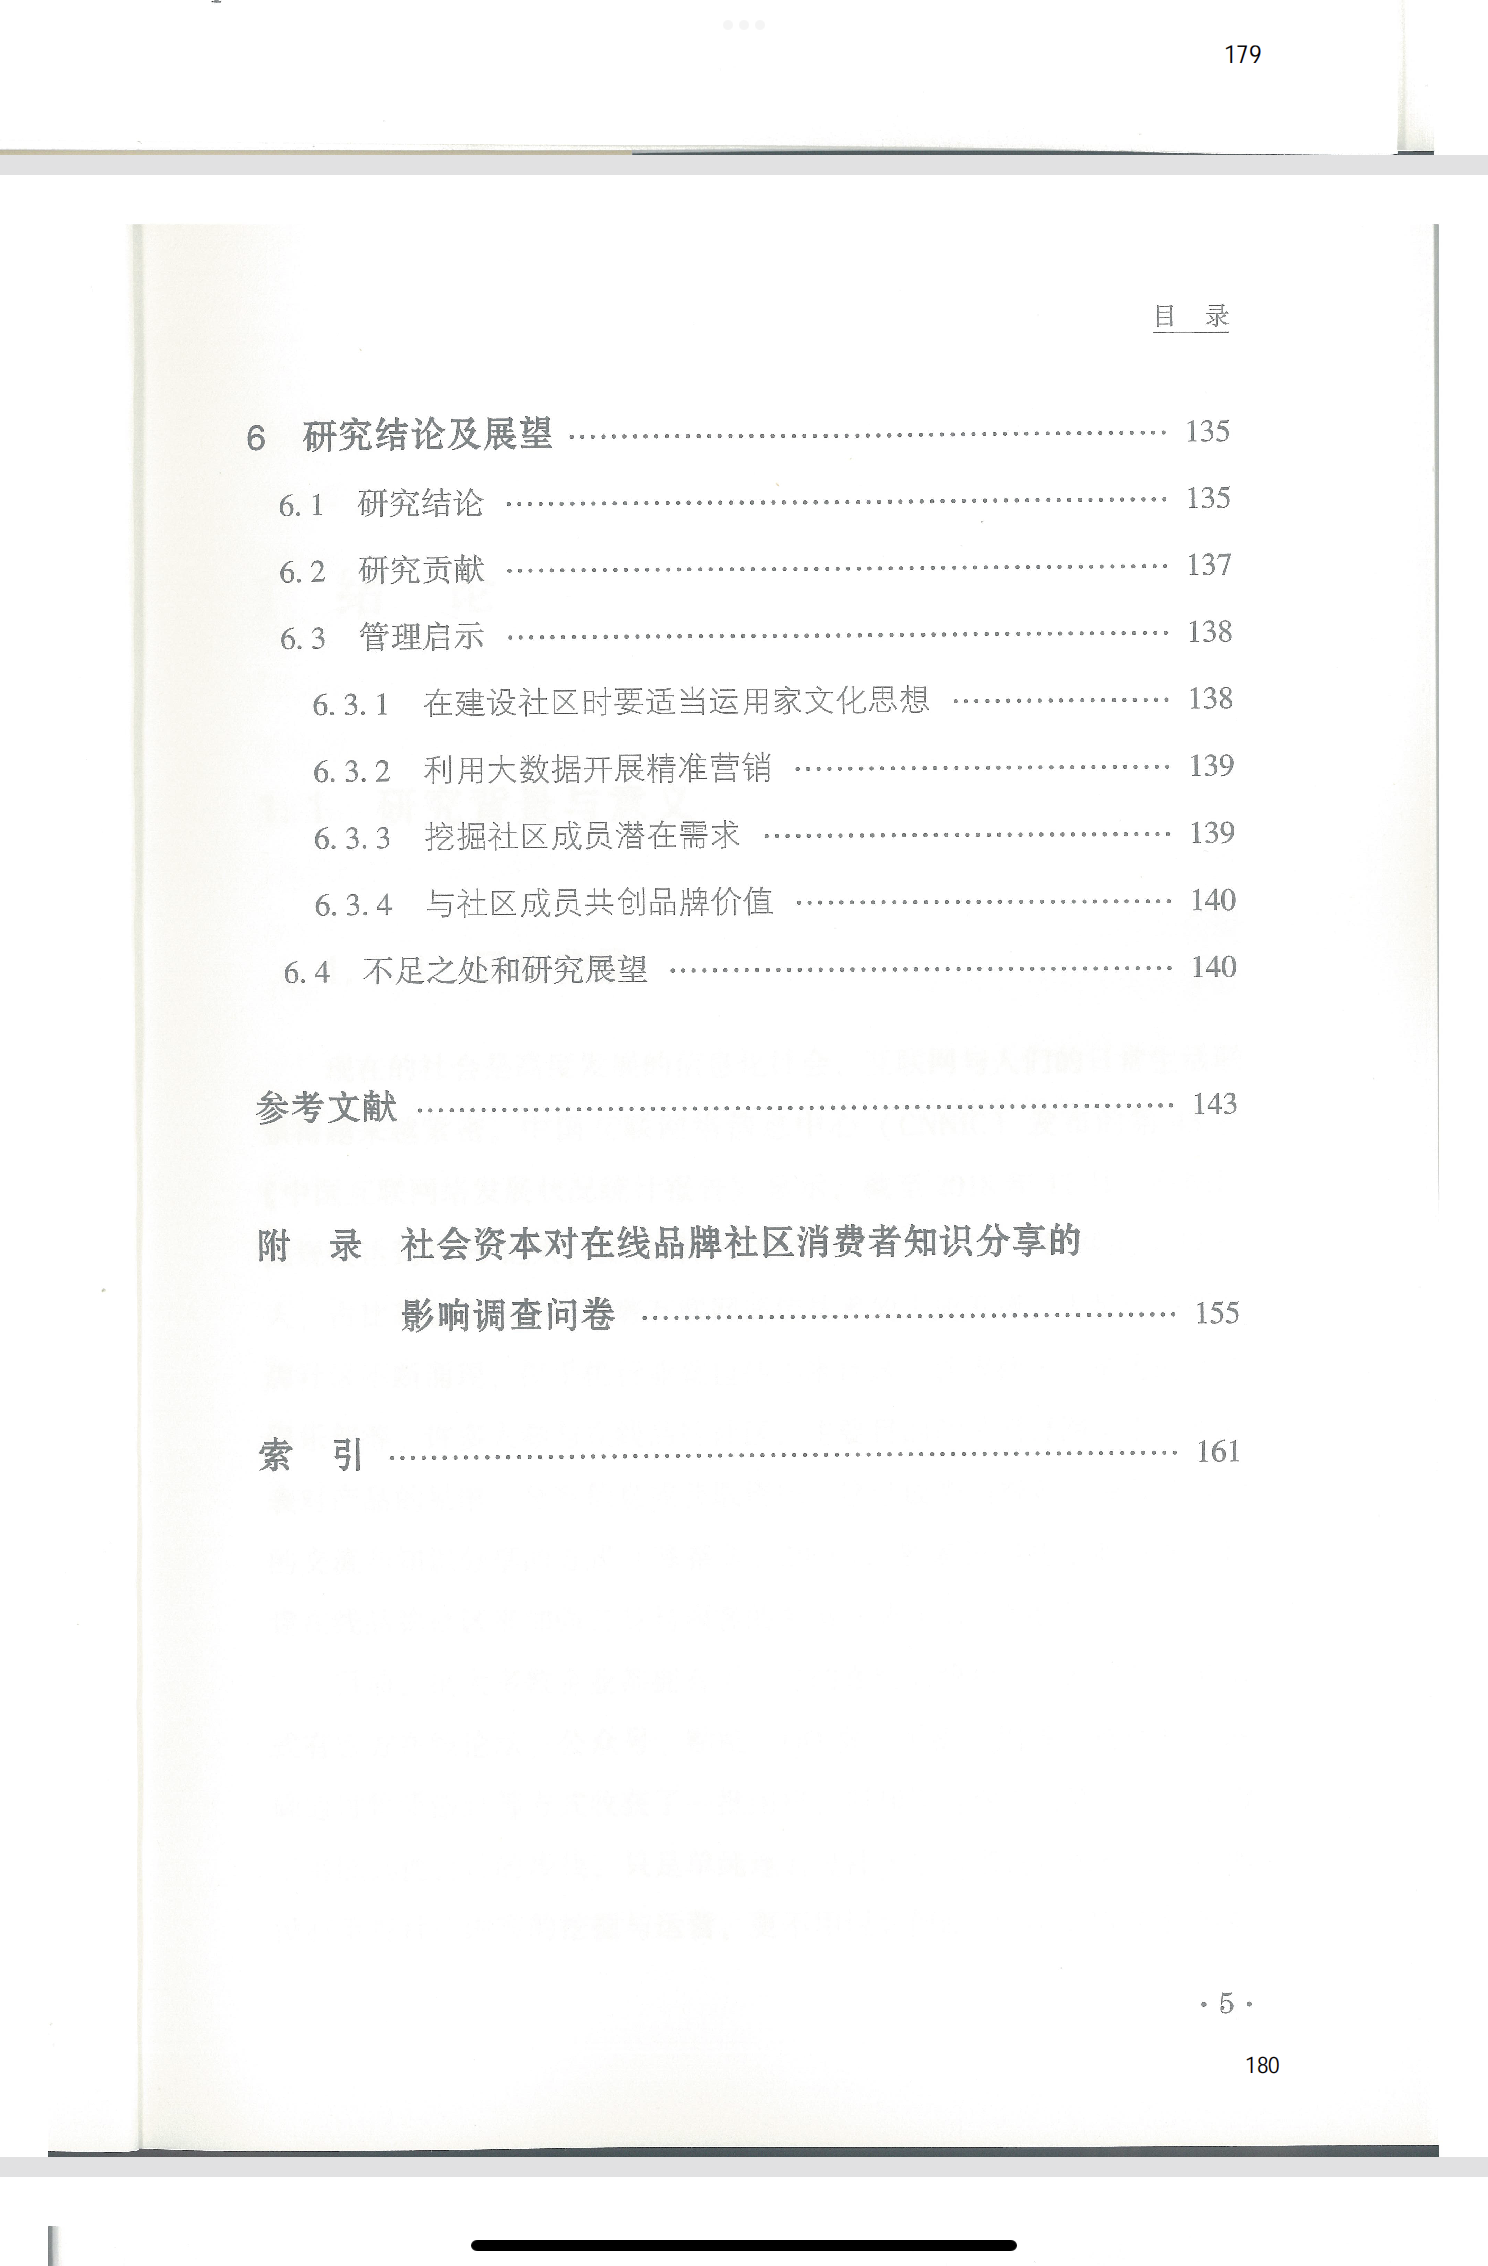 179
目 录
6 研究结论及展望 …… 135
6.1 研究结论 …… 135
6.2 研究贡献 …… 137
6.3 管理启示 …… 138
6.3.1 在建设社区时要适当运用家文化思想 …… 138
6.3.2 利用大数据开展精准营销 …… 139
6.3.3 挖掘社区成员潜在需求 …… 139
6.3.4 与社区成员共创品牌价值 …… 140
6.4 不足之处和研究展望 …… 140
参考文献 …… 143
附 录 社会资本对在线品牌社区消费者知识分享的
影响调查问卷 …… 155
索 引 …… 161
· 5 ·
180